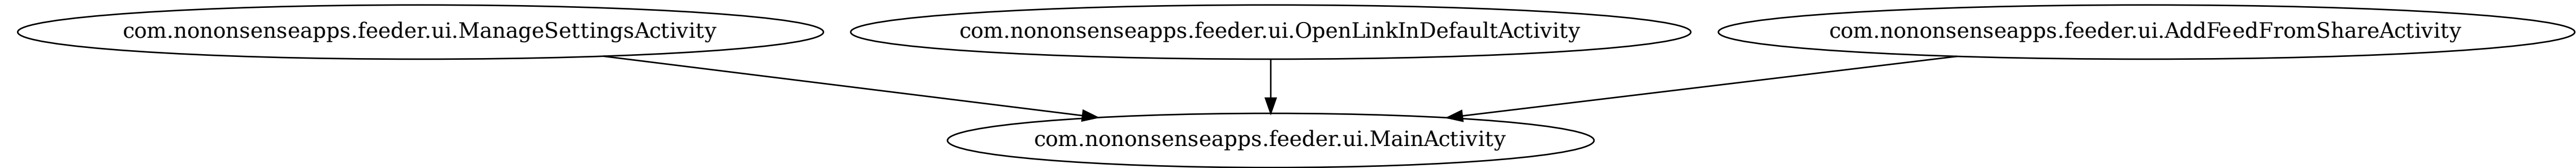 com.nononsenseapps.feeder.ui.ManageSettingsActivity
com.nononsenseapps.feeder.ui.OpenLinkInDefaultActivity
com.nononsenseapps.feeder.ui.AddFeedFromShareActivity
com.nononsenseapps.feeder.ui.MainActivity